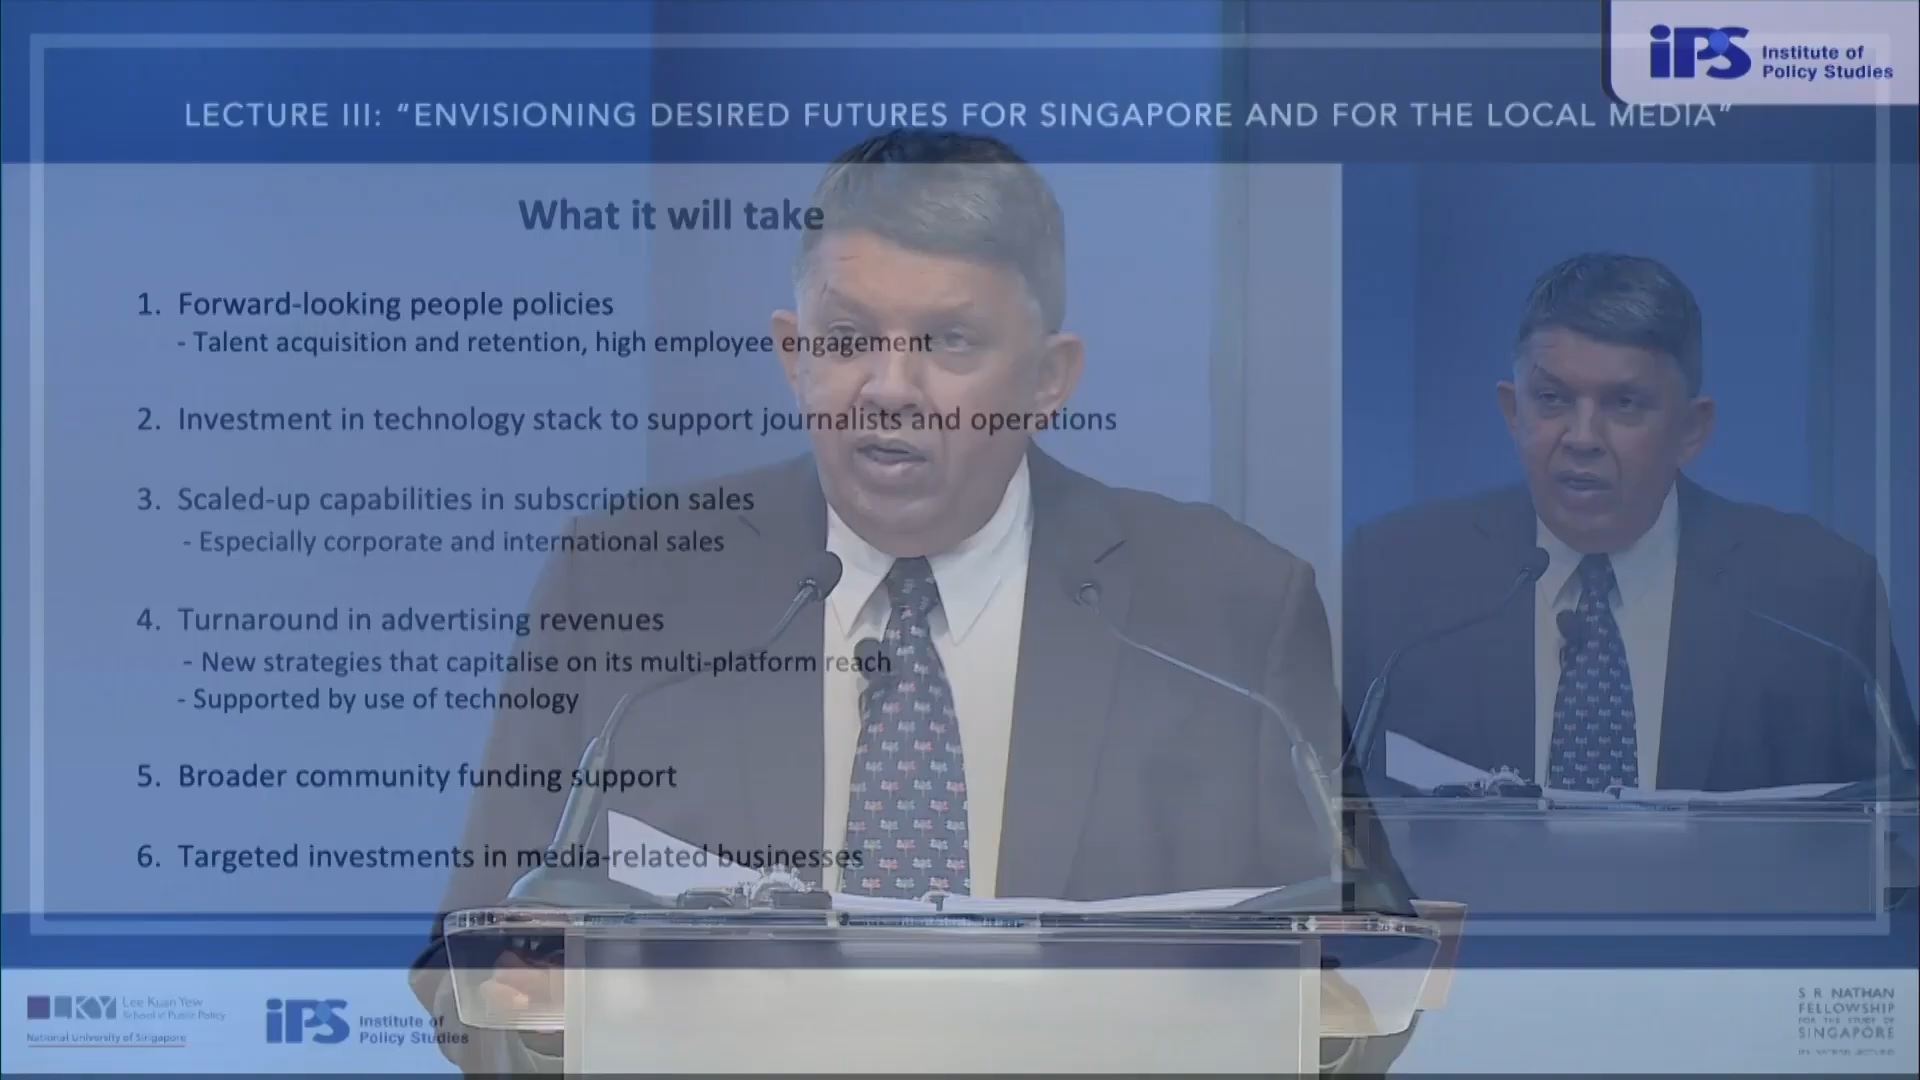 iPS Institute of
Policy Studies
LECTURE III: “ENVISIONING DESIRED FUTURES FOR SINGAPORE AND FOR THE LOCAL MEDIA”
What it will take
1. Forward-looking people policies
- Talent acquisition and retention, high employee engagement
2. Investment in technology stack to support journalists and operations
3. Scaled-up capabilities in subscription sales
- Especially corporate and international sales
4. Turnaround in advertising revenues
- New strategies that capitalise on its multi-platform reach
- Supported by use of technology
5. Broader community funding support
6. Targeted investments in media-related businesses
LKY Lee Kuan Yew
School of Public Policy
National University of Singapore
iPS Institute of
Policy Studies
S R NATHAN
FELLOWSHIP
FOR THE STUDY OF
SINGAPORE